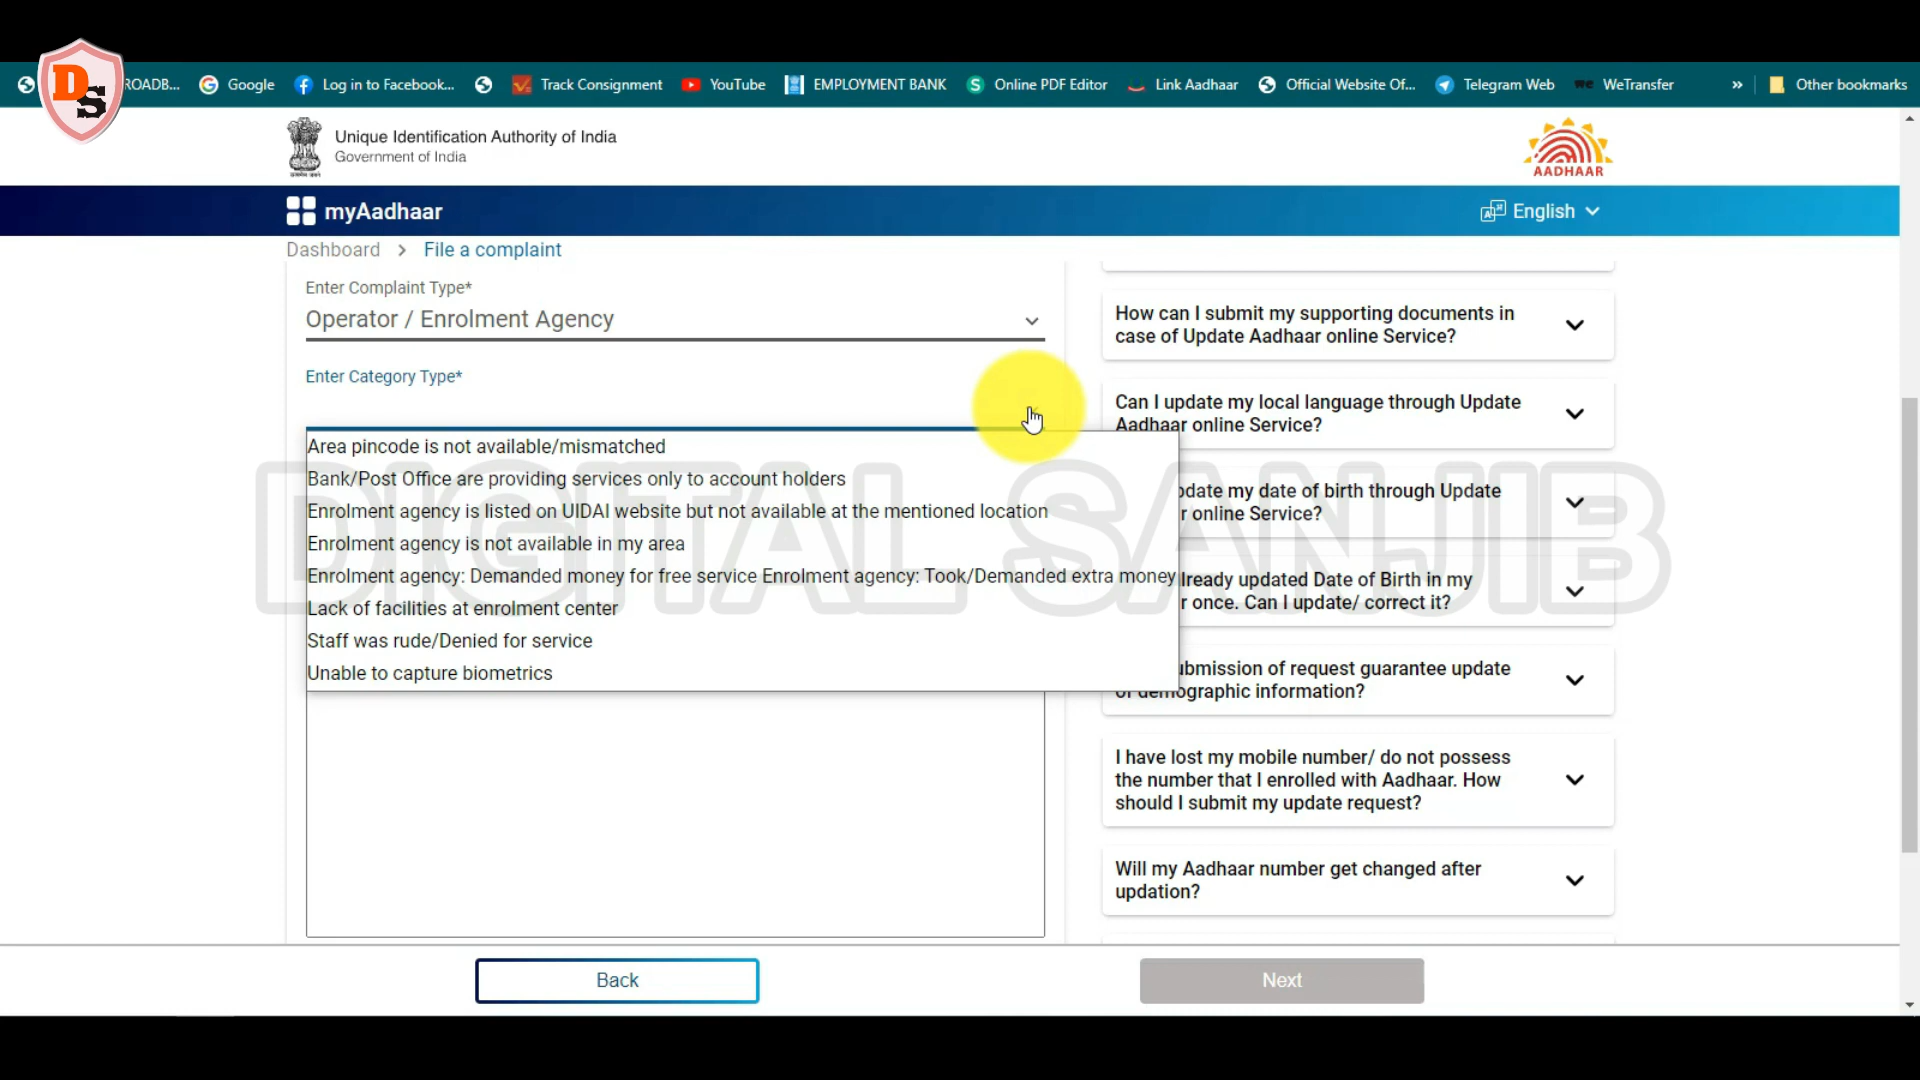 DS
ROADB...
Google
Log in to Facebook...
Track Consignment
YouTube
EMPLOYMENT BANK
Online PDF Editor
Link Aadhaar
Official Website Of...
Telegram Web
WeTransfer
»
Other bookmarks
Unique Identification Authority of India
Government of India
AADHAAR
myAadhaar
English
Dashboard > File a complaint
Enter Complaint Type*
Operator / Enrolment Agency
Enter Category Type*
Area pincode is not available/mismatched
Bank/Post Office are providing services only to account holders
Enrolment agency is listed on UIDAI website but not available at the mentioned location
Enrolment agency is not available in my area
Enrolment agency: Demanded money for free service Enrolment agency: Took/Demanded extra money
Lack of facilities at enrolment center
Staff was rude/Denied for service
Unable to capture biometrics
DIGITAL SANJIB
How can I submit my supporting documents in
case of Update Aadhaar online Service?
Can I update my local language through Update
Aadhaar online Service?
pdate my date of birth through Update
r online Service?
lready updated Date of Birth in my
r once. Can I update/ correct it?
ubmission of request guarantee update
of demographic information?
I have lost my mobile number/ do not possess
the number that I enrolled with Aadhaar. How
should I submit my update request?
Will my Aadhaar number get changed after
updation?
Back
Next